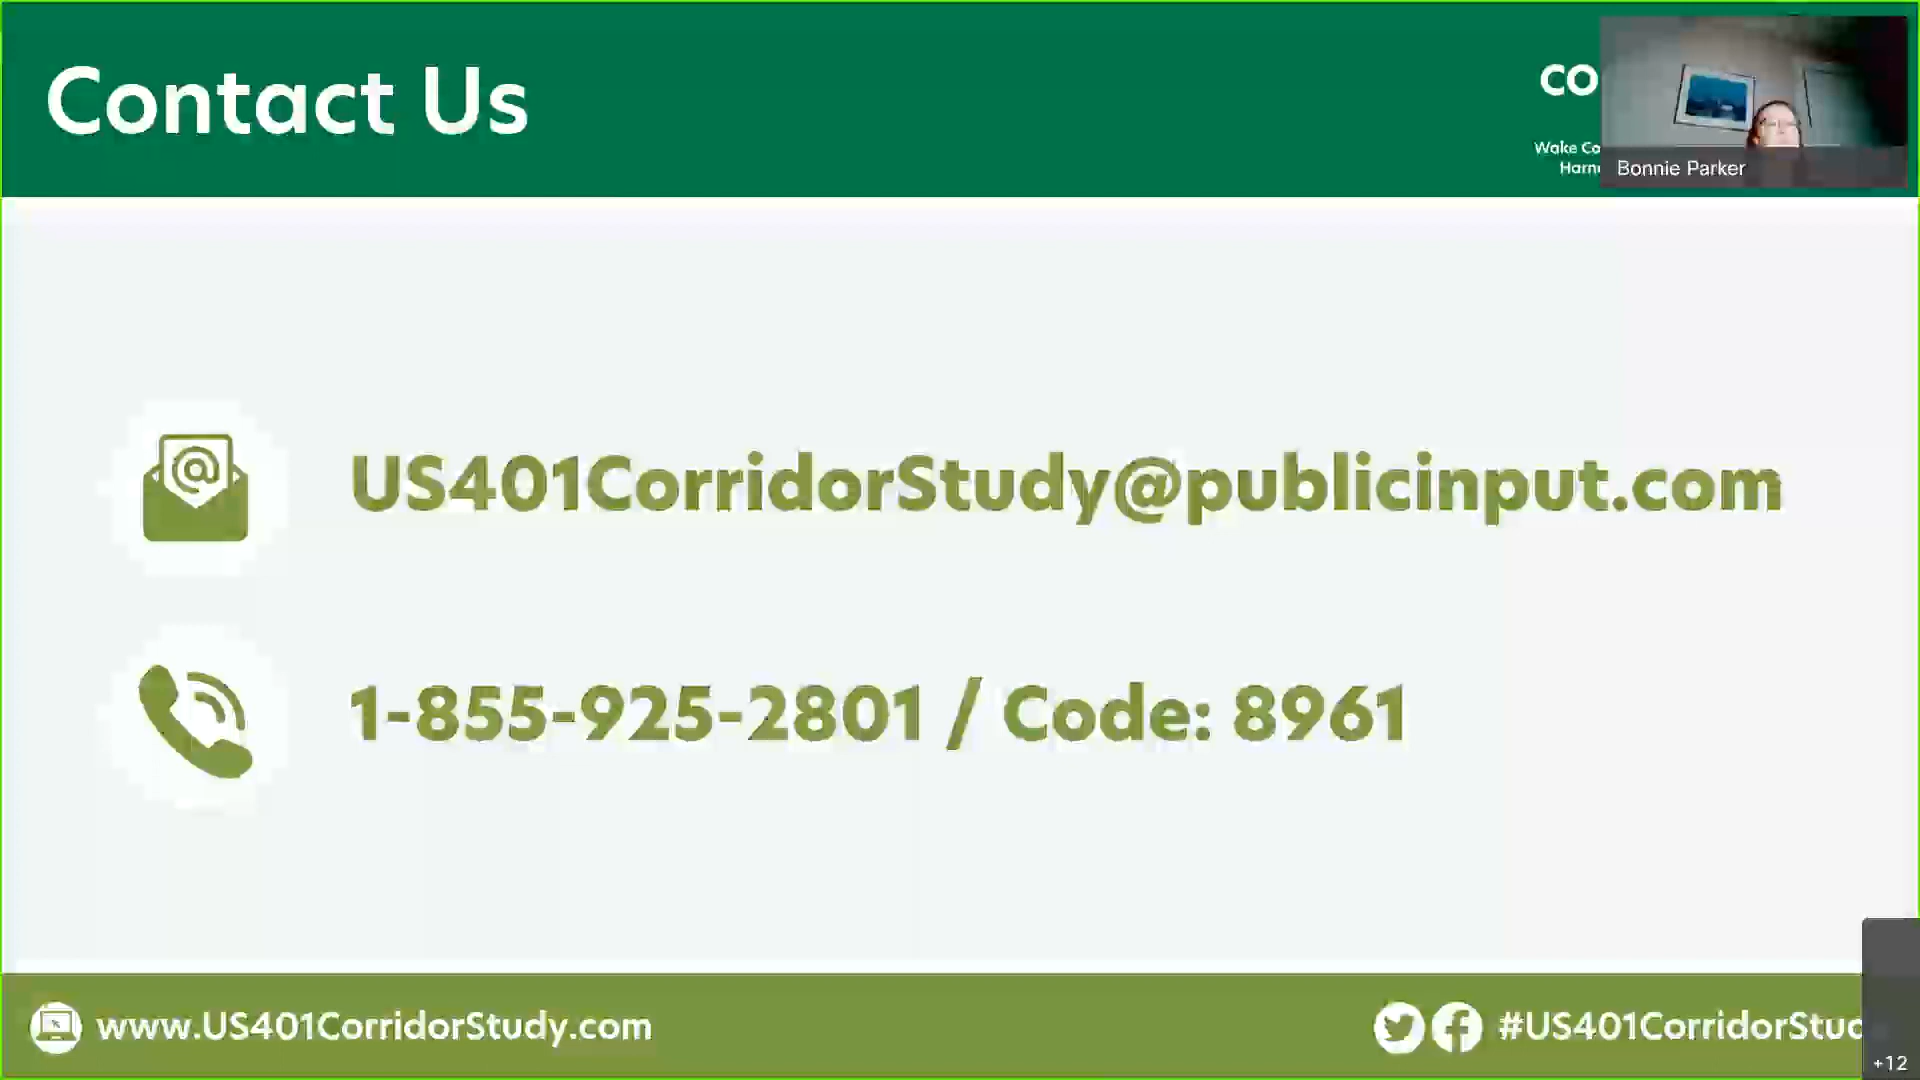 Contact Us
CO
Wake Co
Harn
Bonnie Parker
@
US401CorridorStudy@publicinput.com
1-855-925-2801 / Code: 8961
www.US401CorridorStudy.com
#US401CorridorStud
+12